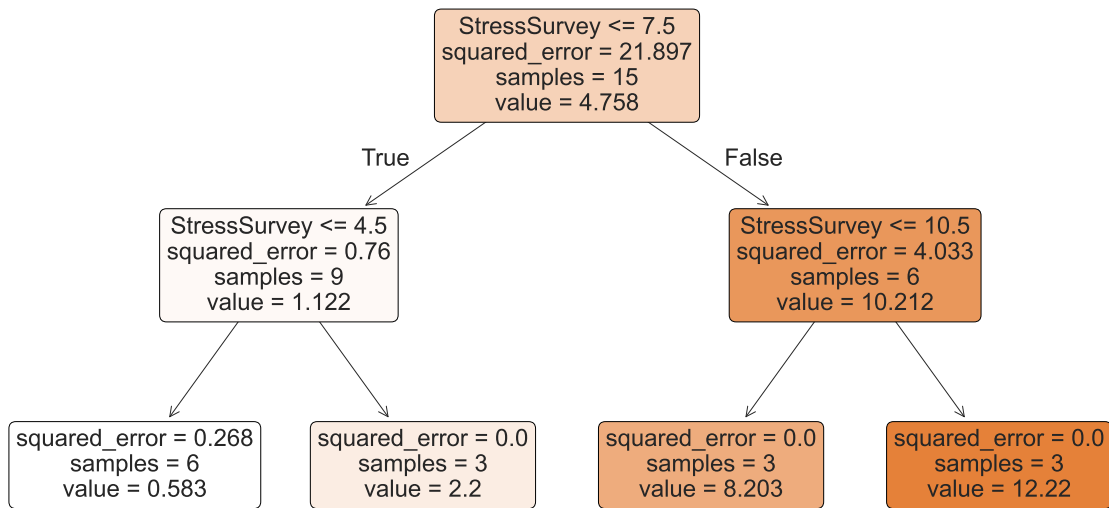 StressSurvey <= 7.5
squared_error = 21.897
samples = 15
value = 4.758
True
False
StressSurvey <= 4.5
squared_error = 0.76
samples = 9
value = 1.122
StressSurvey <= 10.5
squared_error = 4.033
samples = 6
value = 10.212
squared_error = 0.268
samples = 6
value = 0.583
squared_error = 0.0
samples = 3
value = 2.2
squared_error = 0.0
samples = 3
value = 8.203
squared_error = 0.0
samples = 3
value = 12.22